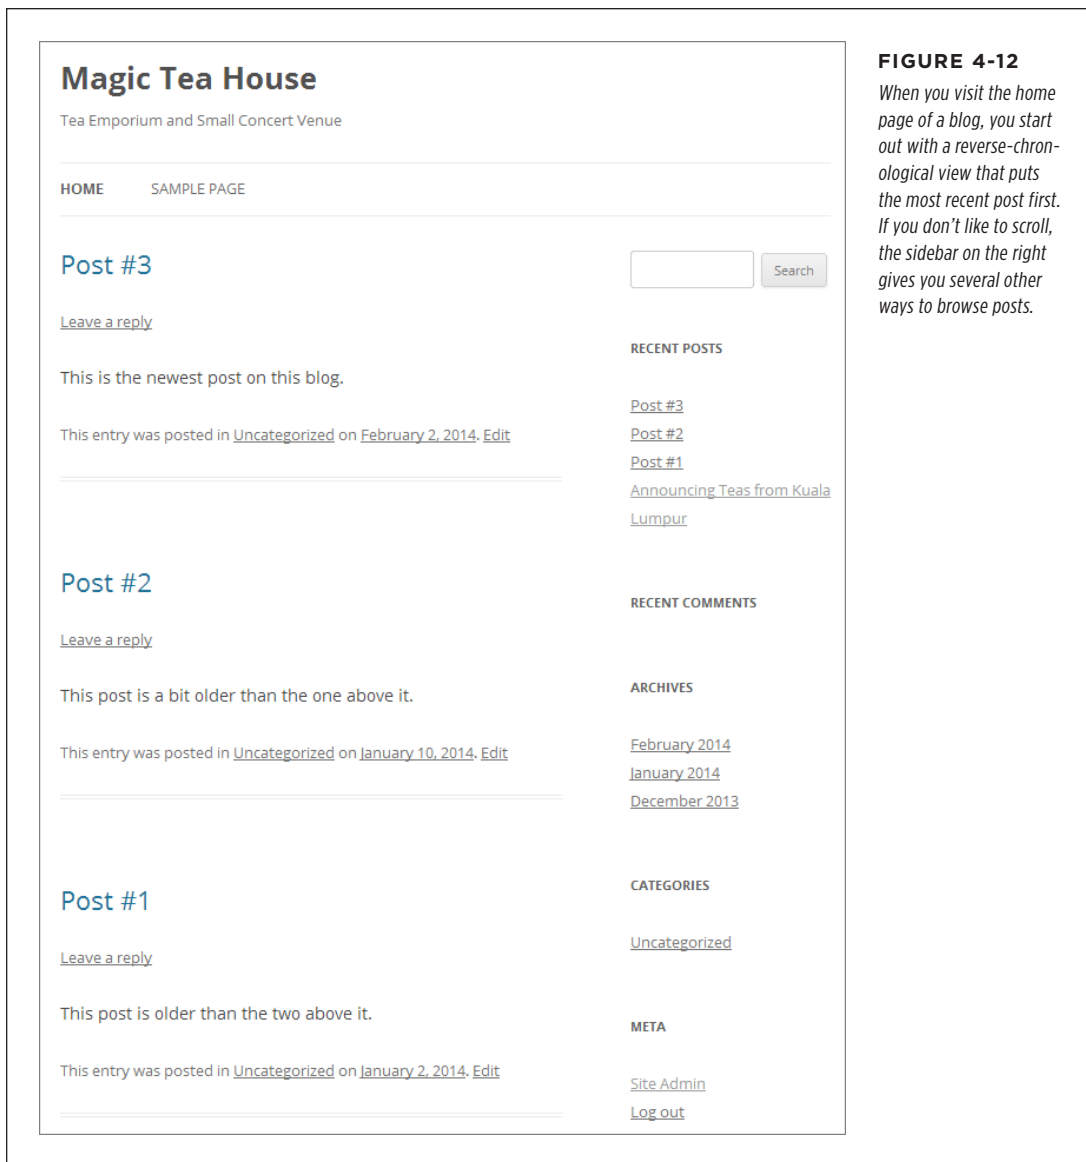 Magic Tea House
Tea Emporium and Small Concert Venue
HOME SAMPLE PAGE
Post #3
Leave a reply
This is the newest post on this blog.
This entry was posted in Uncategorized on February 2, 2014. Edit
Post #2
Leave a reply
This post is a bit older than the one above it.
This entry was posted in Uncategorized on January 10, 2014. Edit
Post #1
Leave a reply
This post is older than the two above it.
This entry was posted in Uncategorized on January 2, 2014. Edit
Search
RECENT POSTS
Post #3
Post #2
Post #1
Announcing Teas from Kuala
Lumpur
RECENT COMMENTS
ARCHIVES
February 2014
January 2014
December 2013
CATEGORIES
Uncategorized
META
Site Admin
Log out
FIGURE 4-12
When you visit the home
page of a blog, you start
out with a reverse-chron-
ological view that puts
the most recent post first.
If you don't like to scroll,
the sidebar on the right
gives you several other
ways to browse posts.